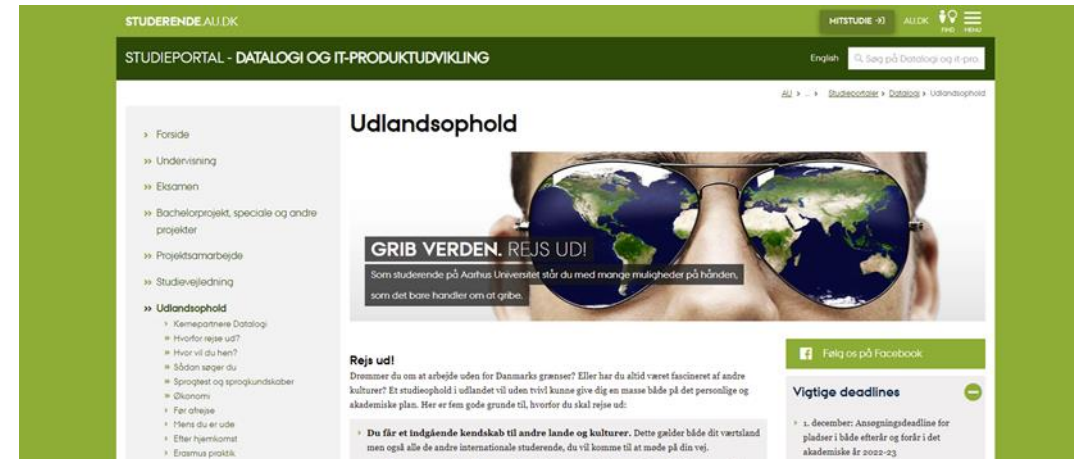 STUDERENDE.AU.DK
MITSTUDIE
AU.DK
FIND
MENU
STUDIEPORTAL - DATALOGI OG IT-PRODUKTUDVIKLING
English
Søg på Datalogi og it-pro
AU > ... > Studieportaler > Datalogi > Udlandsophold
Forside
Undervisning
Eksamen
Bachelorprojekt, speciale og andre
projekter
Projektsamarbejde
Studievejledning
Udlandsophold
Kernepartnere Datalogi
Hvorfor rejse ud?
Hvor vil du hen?
Sådan søger du
Sprogtest og sprogkundskaber
Økonomi
Før afrejse
Mens du er ude
Efter hjemkomst
Erasmus praktik
Udlandsophold
GRIB VERDEN. REJS UD!
Som studerende på Aarhus Universitet står du med mange muligheder på hånden,
som det bare handler om at gribe.
Rejs ud!
Drømmer du om at arbejde uden for Danmarks grænser? Eller har du altid været fascineret af andre
kulturer? Et studieophold i udlandet vil uden tvivl kunne give dig en masse både på det personlige og
akademiske plan. Her er fem gode grunde til, hvorfor du skal rejse ud:
Du får et indgående kendskab til andre lande og kulturer. Dette gælder både dit værtsland
men også alle de andre internationale studerende, du vil komme til at møde på din vej.
Følg os på Facebook
Vigtige deadlines
1. december: Ansøgningsdeadline for
pladser i både efterår og forår i det
akademiske år 2022-23